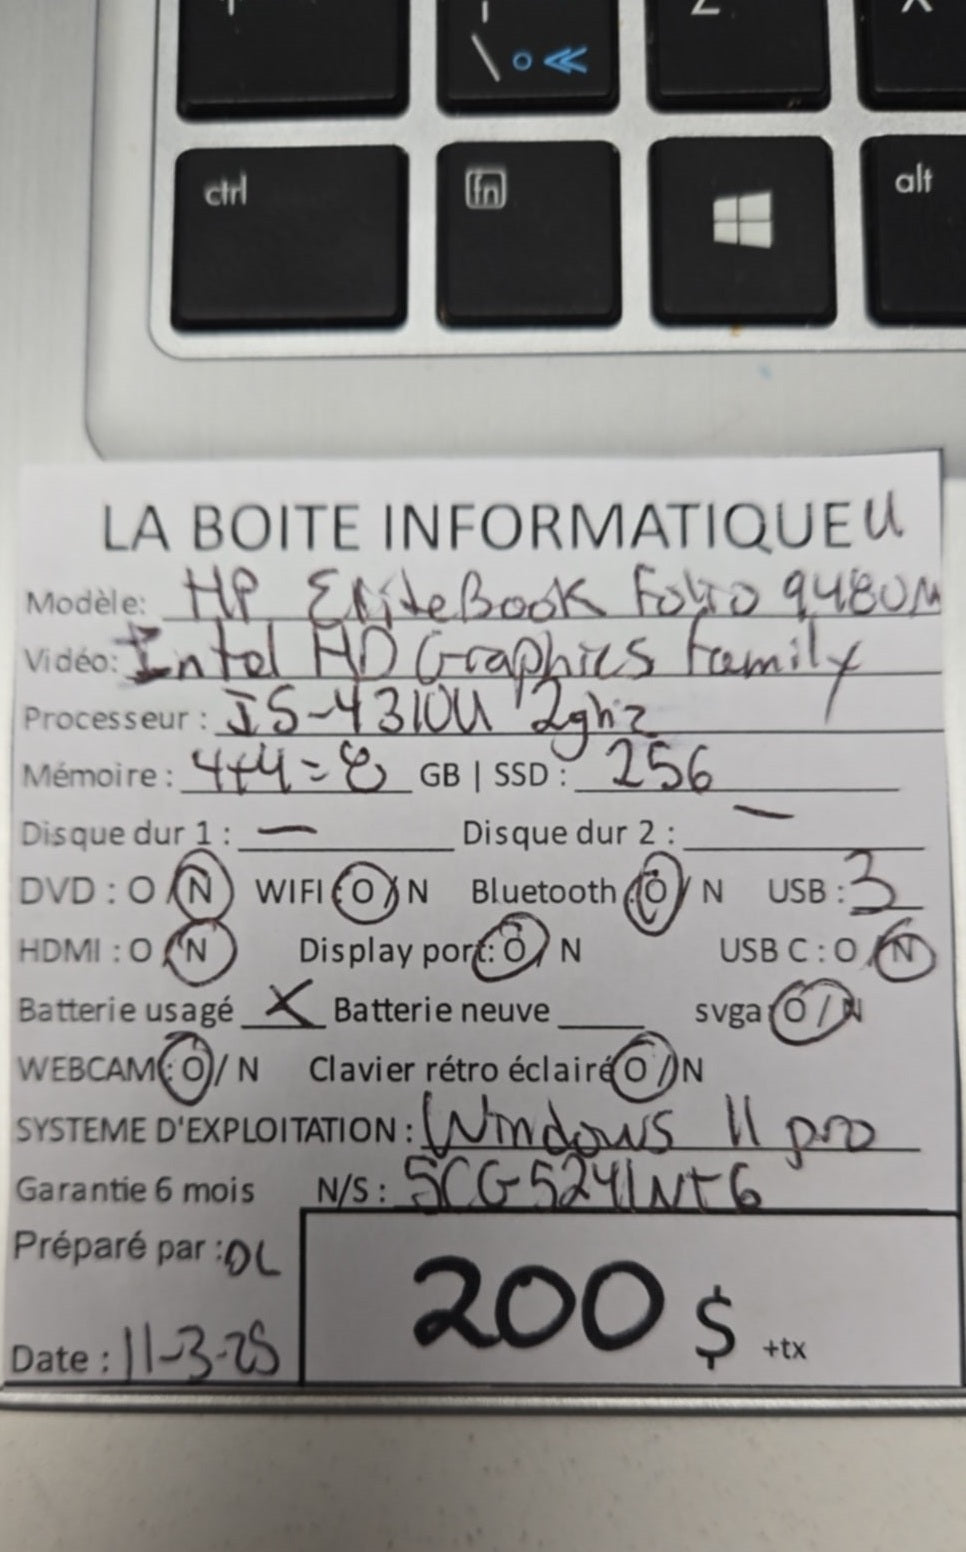 \ ° ≪
ctrl fn alt
LA BOITE INFORMATIQUE U
Modèle: HP EliteBook Folio 9480M
Vidéo: Intel HD Graphics Family
Processeur : I5-4310U 2ghz
Mémoire : 4+4=8 GB | SSD : 256
Disque dur 1 : — Disque dur 2 : —
DVD : O / N WIFI : O / N Bluetooth : O / N USB : 3
HDMI : O / N Display port: O / N USB C : O / N
Batterie usagé X Batterie neuve ____ svga O / N
WEBCAM : O / N Clavier rétro éclairé O / N
SYSTEME D'EXPLOITATION : Windows 11 pro
Garantie 6 mois N/S : 5CG5241NT6
Préparé par : DL
200 $ +tx
Date : 11-3-25